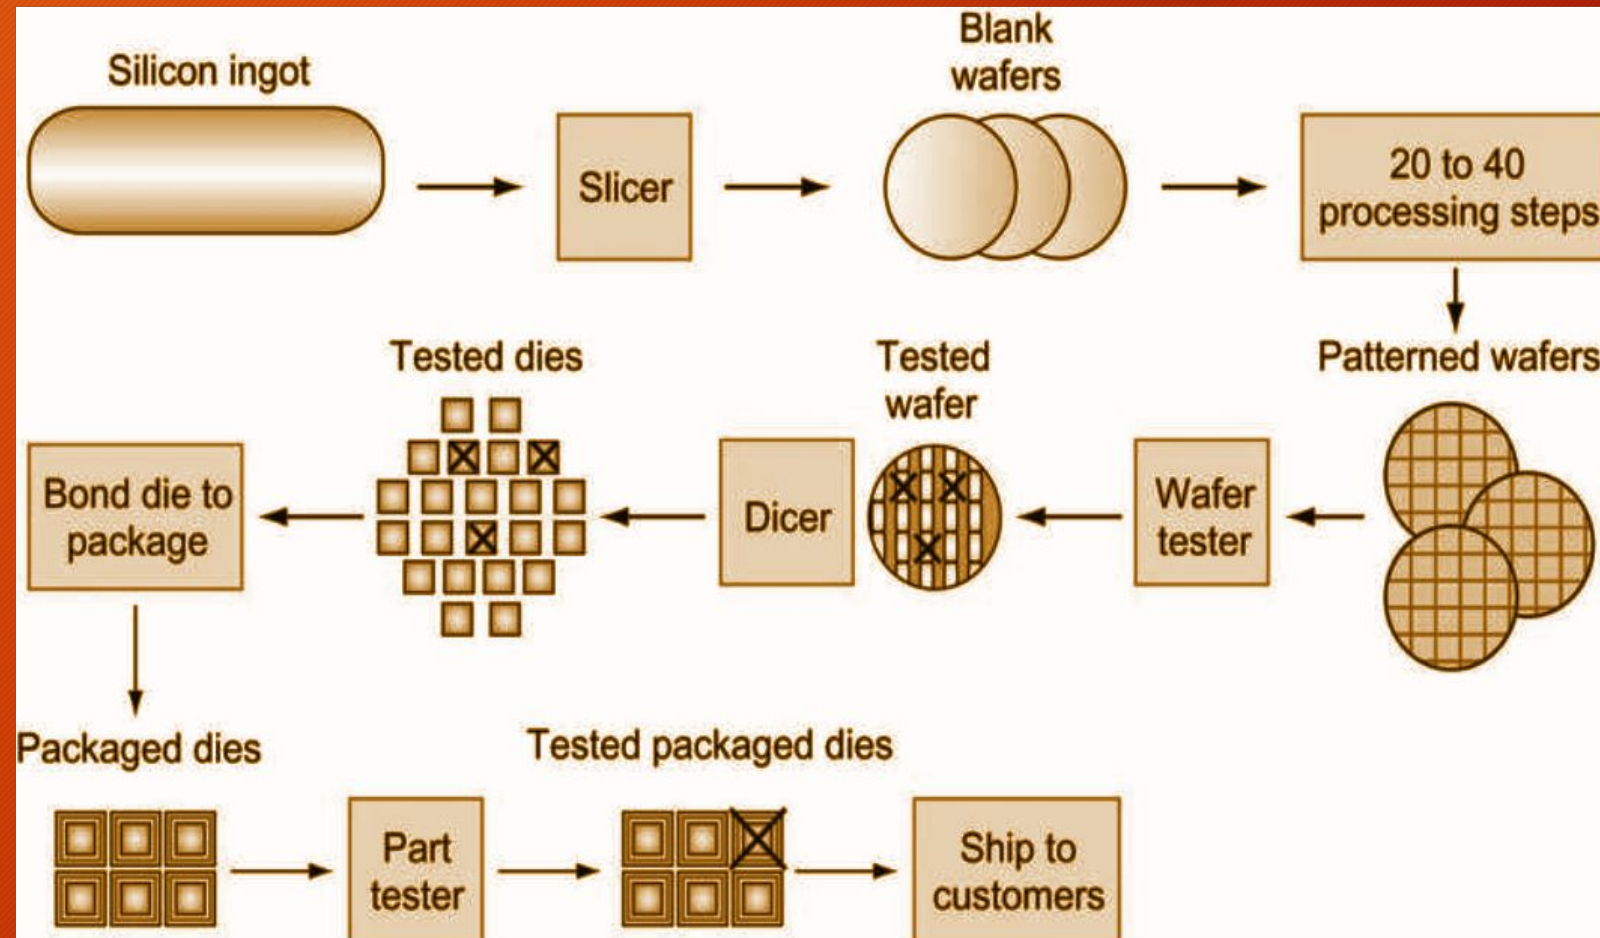 Silicon ingot
Slicer
Blank
wafers
20 to 40
processing steps
Patterned wafers
Wafer
tester
Tested
wafer
Dicer
Tested dies
Bond die to
package
Packaged dies
Part
tester
Tested packaged dies
Ship to
customers